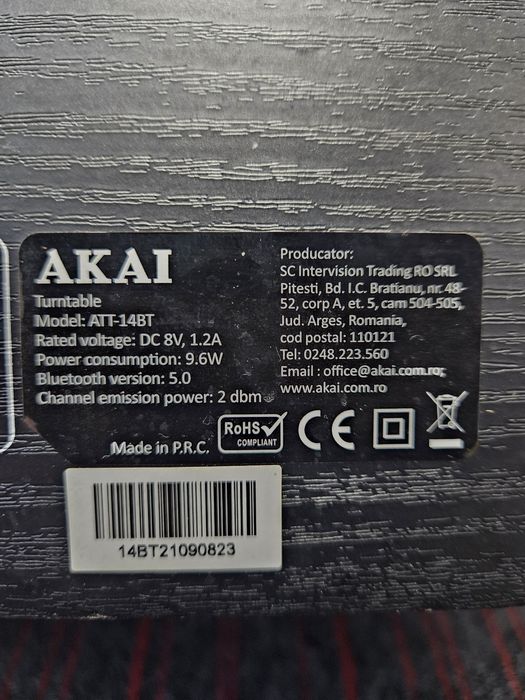 AKAI
Turntable
Model: ATT-14BT
Rated voltage: DC 8V, 1.2A
Power consumption: 9.6W
Bluetooth version: 5.0
Channel emission power: 2 dbm
Made in P.R.C.
Producator:
SC Intervision Trading RO SRL
Pitesti, Bd. I.C. Bratianu, nr. 48-
52, corp A, et. 5, cam 504-505,
Jud. Arges, Romania,
cod postal: 110121
Tel: 0248.223.560
Email : office@akai.com.ro;
www.akai.com.ro
RoHS
COMPLIANT
CE
14BT21090823